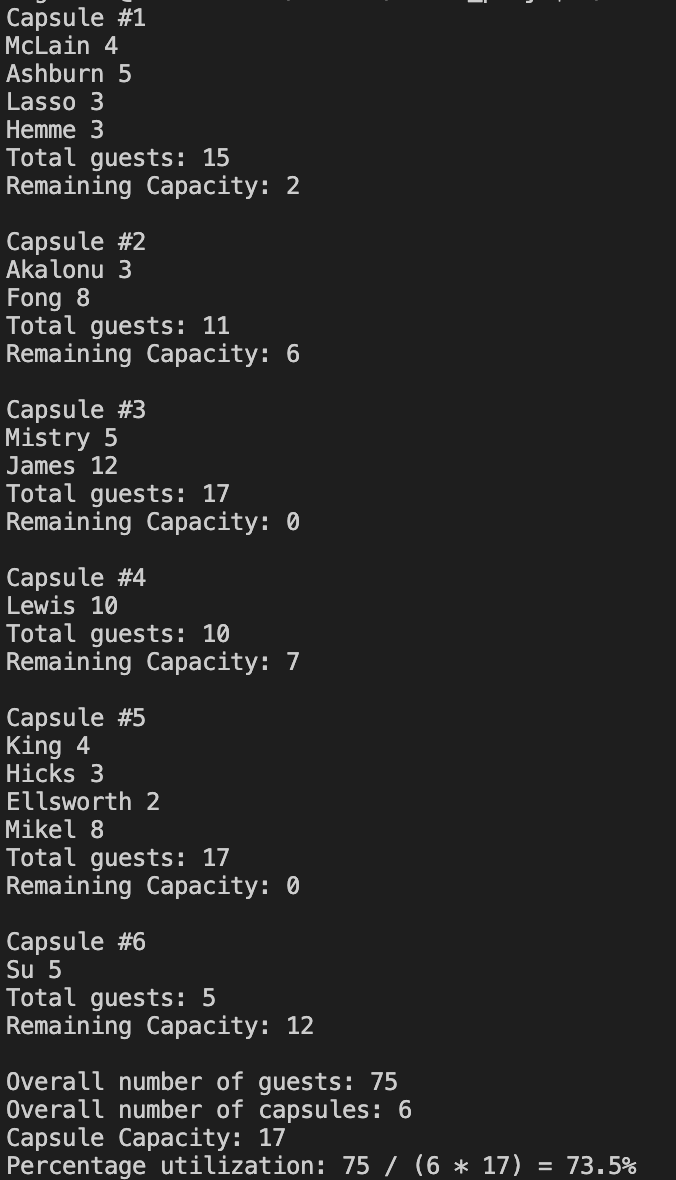 Capsule #1
McLain 4
Ashburn 5
Lasso 3
Hemme 3
Total guests: 15
Remaining Capacity: 2
Capsule #2
Akalonu 3
Fong 8
Total guests: 11
Remaining Capacity: 6
Capsule #3
Mistry 5
James 12
Total guests: 17
Remaining Capacity: 0
Capsule #4
Lewis 10
Total guests: 10
Remaining Capacity: 7
Capsule #5
King 4
Hicks 3
Ellsworth 2
Mikel 8
Total guests: 17
Remaining Capacity: 0
Capsule #6
Su 5
Total guests: 5
Remaining Capacity: 12
Overall number of guests: 75
Overall number of capsules: 6
Capsule Capacity: 17
Percentage utilization: 75 / (6 * 17) = 73.5%